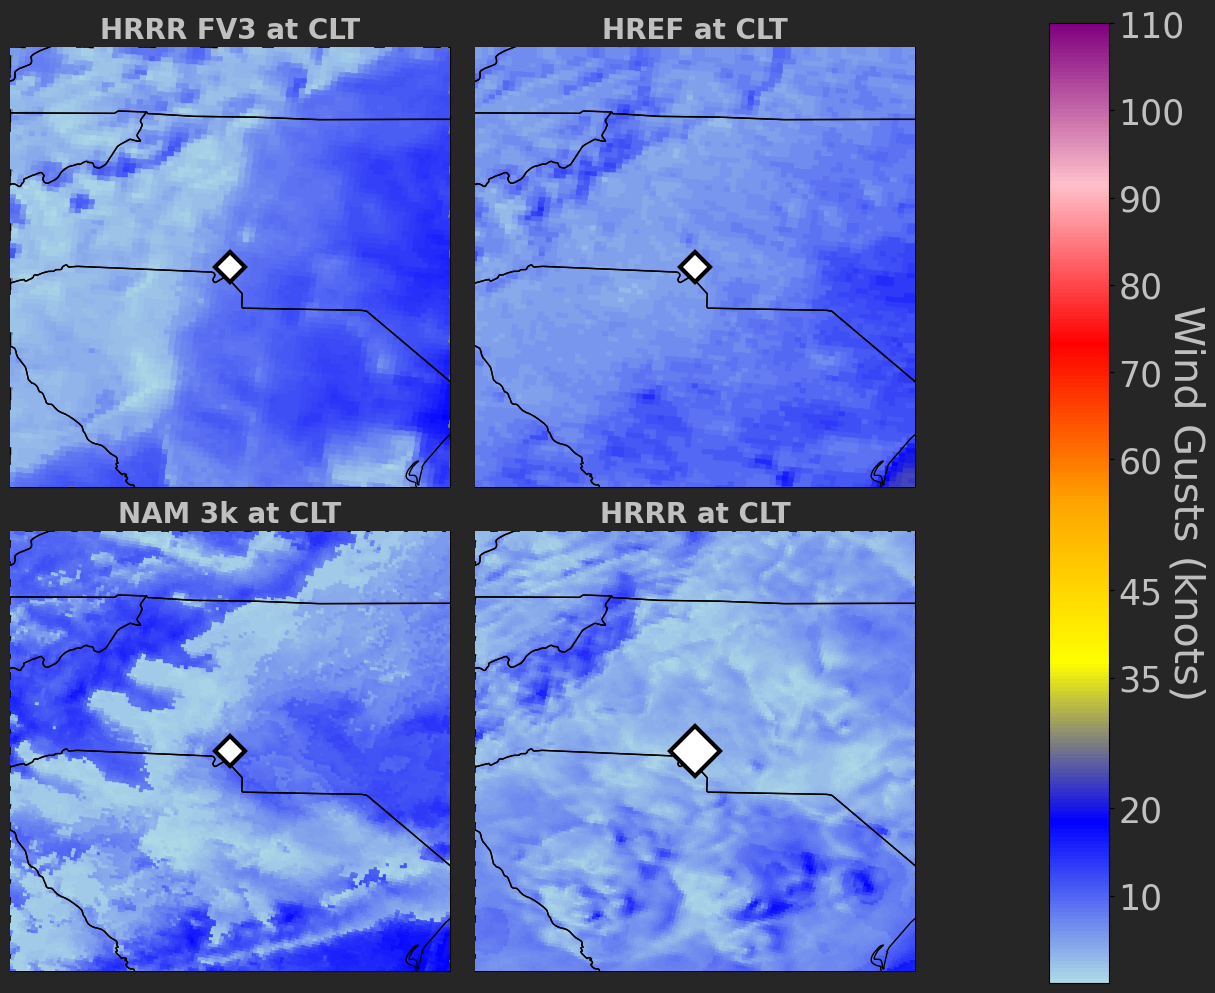 HRRR FV3 at CLT
HREF at CLT
NAM 3k at CLT
HRRR at CLT
110
100
90
80
70
60
45
35
20
10
Wind Gusts (knots)